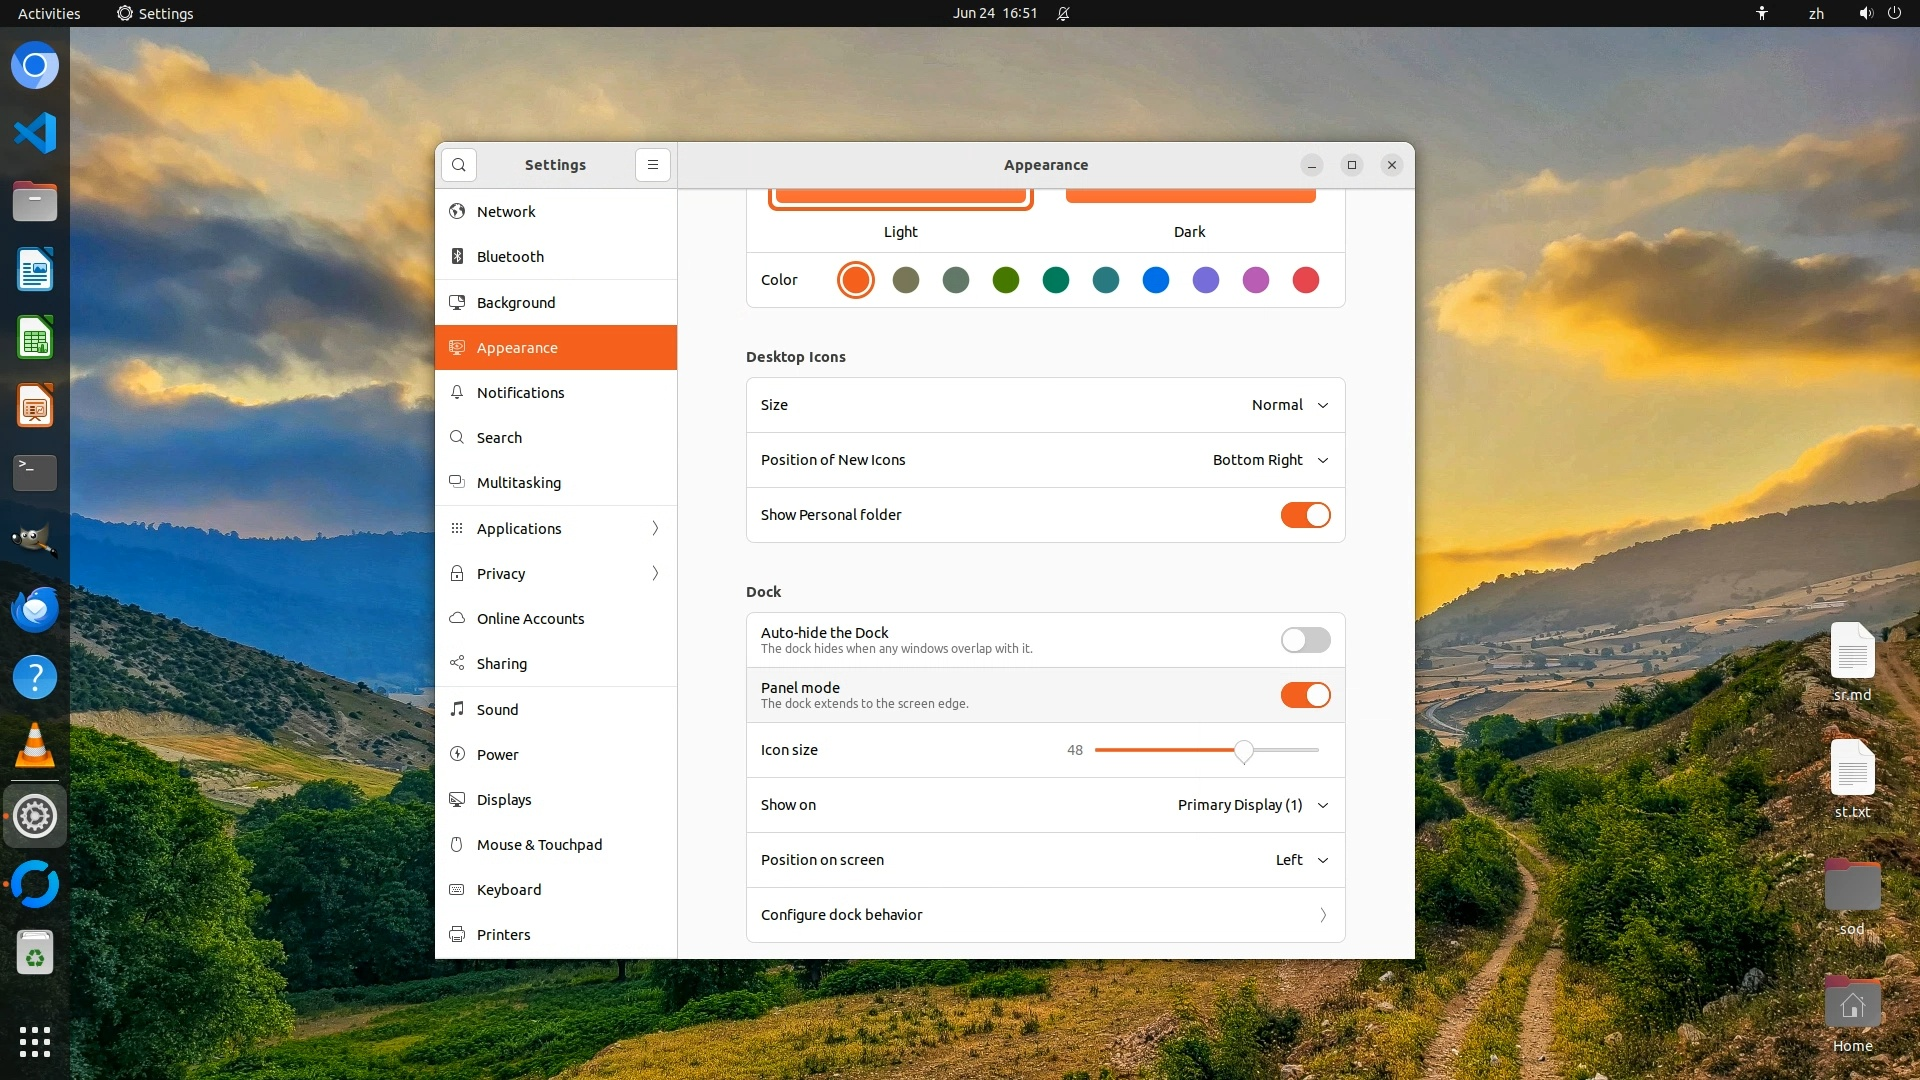 Activities
Settings
Jun 24 16:51
zh
Settings
Appearance
Network
Bluetooth
Background
Appearance
Notifications
Search
Multitasking
Applications
Privacy
Online Accounts
Sharing
Sound
Power
Displays
Mouse & Touchpad
Keyboard
Printers
Light
Dark
Color
Desktop Icons
Size
Normal
Position of New Icons
Bottom Right
Show Personal folder
Dock
Auto-hide the Dock
The dock hides when any windows overlap with it.
Panel mode
The dock extends to the screen edge.
Icon size
48
Show on
Primary Display (1)
Position on screen
Left
Configure dock behavior
sr.md
st.txt
sod
Home